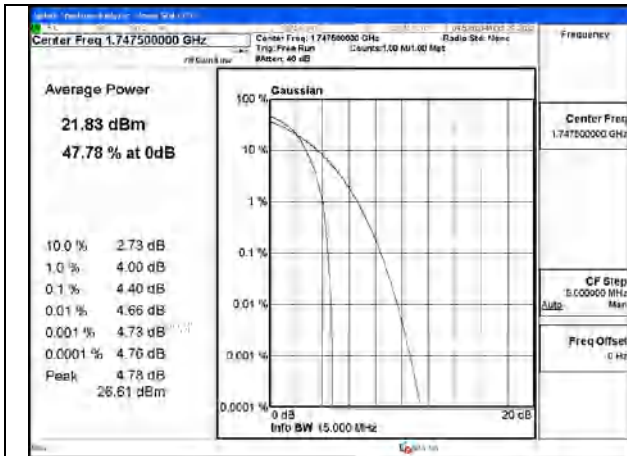 Center Freq 1.747500000 GHz
Center Freq: 1.747500000 GHz
Radio Std: None
Trig: Free Run
Counts:1.00 M/1.00 Mpt
#IFGain:Low
#Atten: 40 dB
Frequency
Average Power
21.83 dBm
47.78 % at 0dB
10.0 % 2.73 dB
1.0 % 4.00 dB
0.1 % 4.40 dB
0.01 % 4.66 dB
0.001 % 4.73 dB
0.0001 % 4.76 dB
Peak 4.78 dB
26.61 dBm
Gaussian
100 %
10 %
1 %
0.1 %
0.01 %
0.001 %
0.0001 %
0 dB
20 dB
Info BW 15.000 MHz
Center Freq
1.747500000 GHz
CF Step
5.000000 MHz
Auto Man
Freq Offset
0 Hz